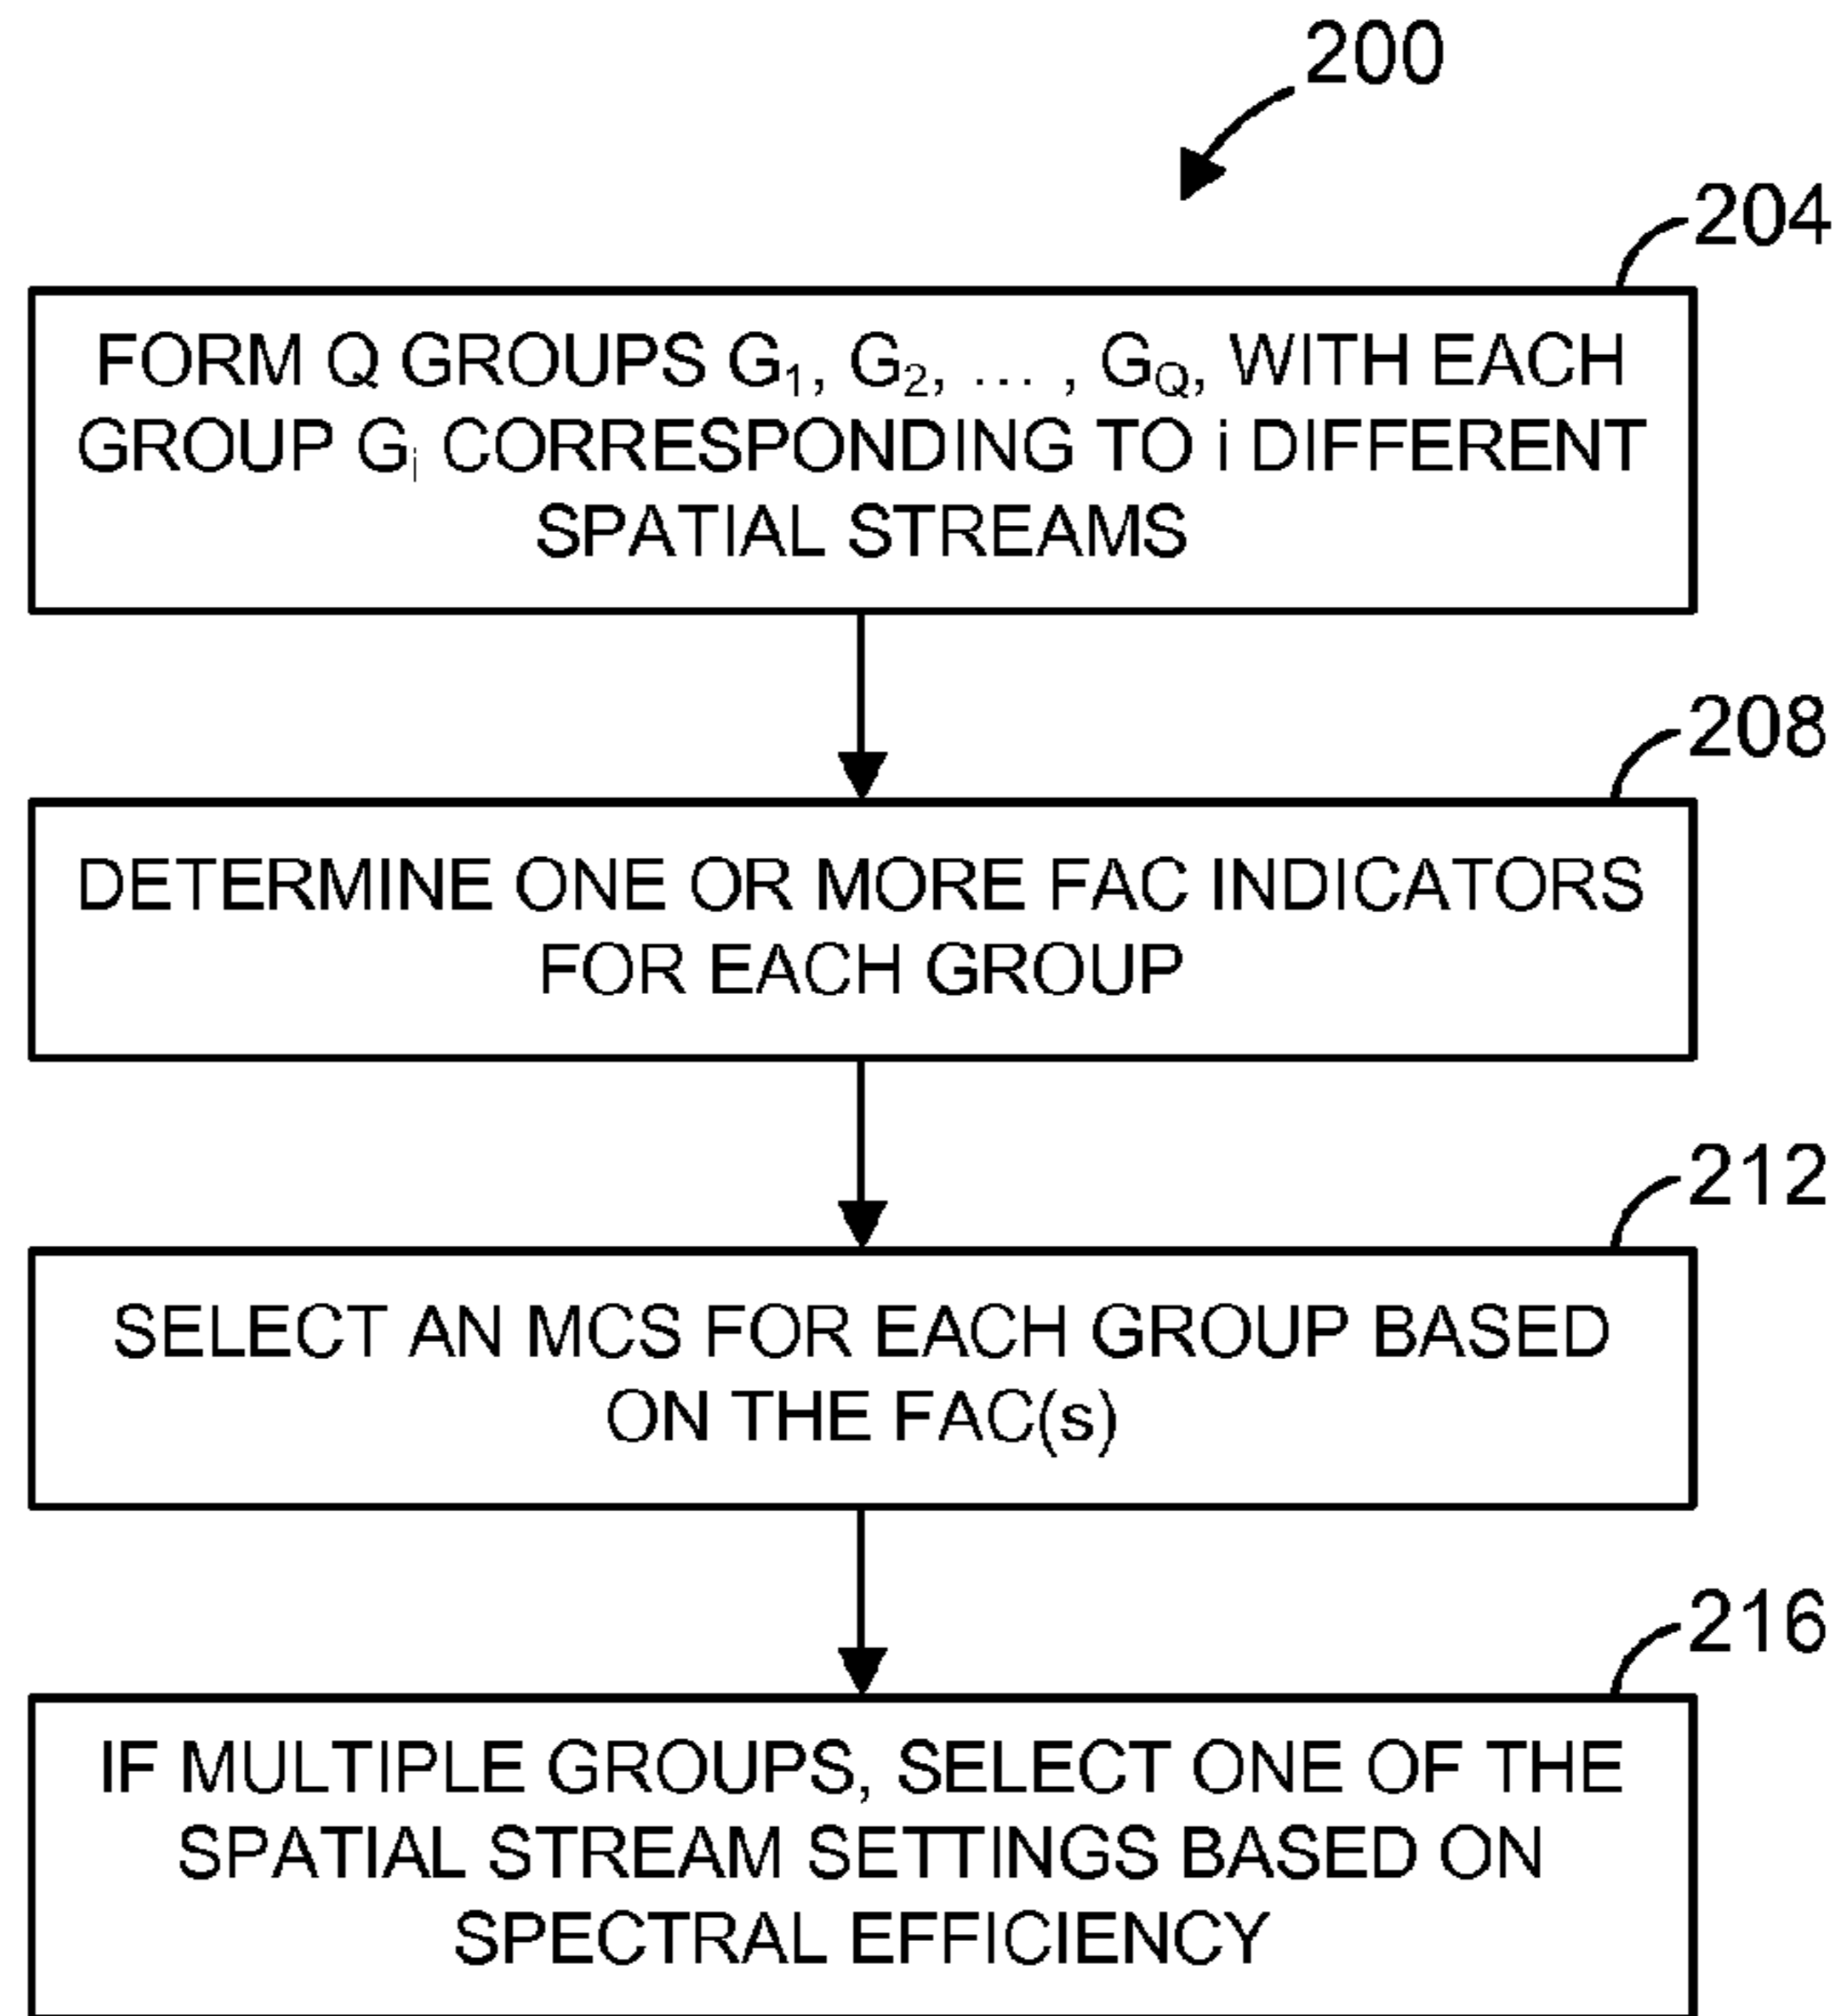 200
204
FORM Q GROUPS G₁, G₂, ... , G_Q, WITH EACH
GROUP Gᵢ CORRESPONDING TO i DIFFERENT
SPATIAL STREAMS
208
DETERMINE ONE OR MORE FAC INDICATORS
FOR EACH GROUP
212
SELECT AN MCS FOR EACH GROUP BASED
ON THE FAC(s)
216
IF MULTIPLE GROUPS, SELECT ONE OF THE
SPATIAL STREAM SETTINGS BASED ON
SPECTRAL EFFICIENCY